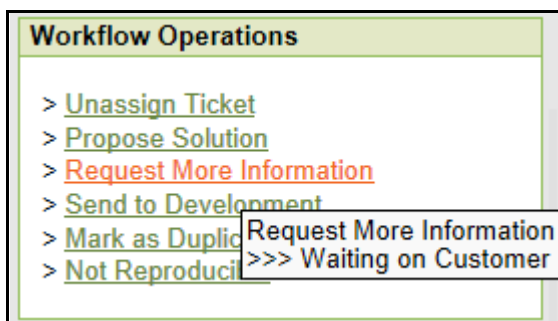 Workflow Operations
> Unassign Ticket
> Propose Solution
> Request More Information
> Send to Development
> Mark as Duplic
> Not Reproducib
Request More Information
>>> Waiting on Customer